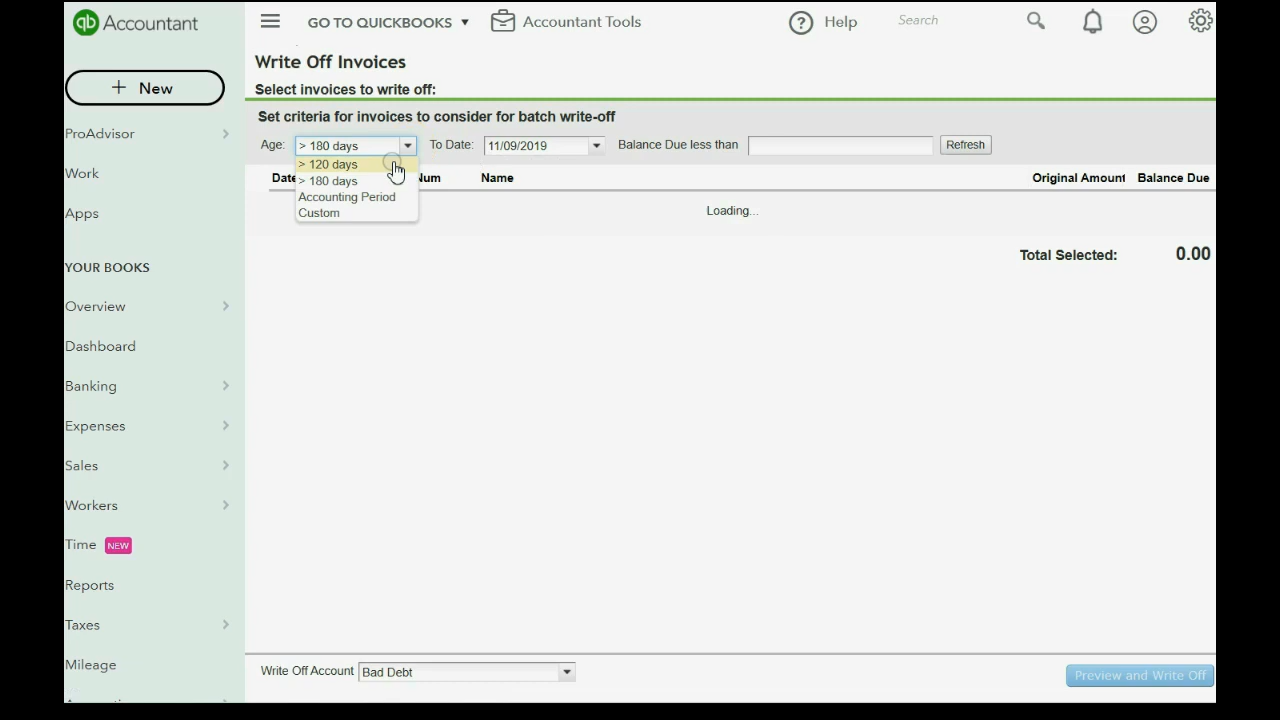 qb Accountant
GO TO QUICKBOOKS
Accountant Tools
? Help
Search
+ New
ProAdvisor
Work
Apps
YOUR BOOKS
Overview
Dashboard
Banking
Expenses
Sales
Workers
Time NEW
Reports
Taxes
Mileage
Write Off Invoices
Select invoices to write off:
Set criteria for invoices to consider for batch write-off
Age: > 180 days To Date: 11/09/2019 Balance Due less than Refresh
> 120 days
> 180 days
Accounting Period
Custom
Date Num Name Original Amount Balance Due
Loading...
Total Selected: 0.00
Write Off Account Bad Debt Preview and Write Off